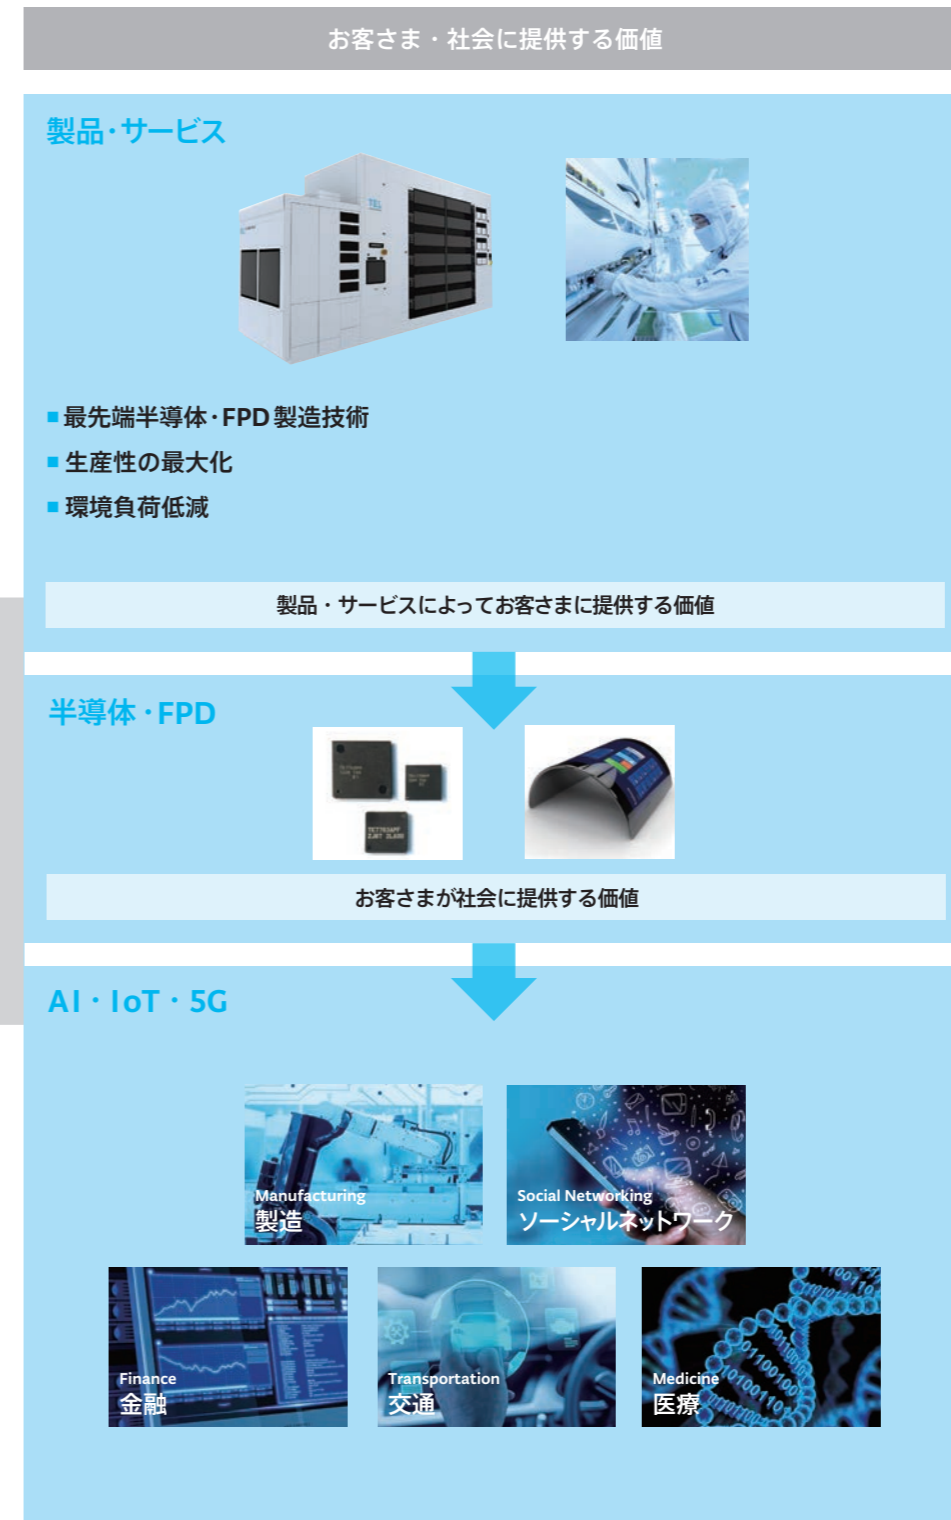 お客さま・社会に提供する価値
製品・サービス
TEL
■最先端半導体・FPD製造技術
■生産性の最大化
■環境負荷低減
製品・サービスによってお客さまに提供する価値
半導体・FPD
お客さまが社会に提供する価値
AI・IoT・5G
Manufacturing
製造
Social Networking
ソーシャルネットワーク
Finance
金融
Transportation
交通
Medicine
医療